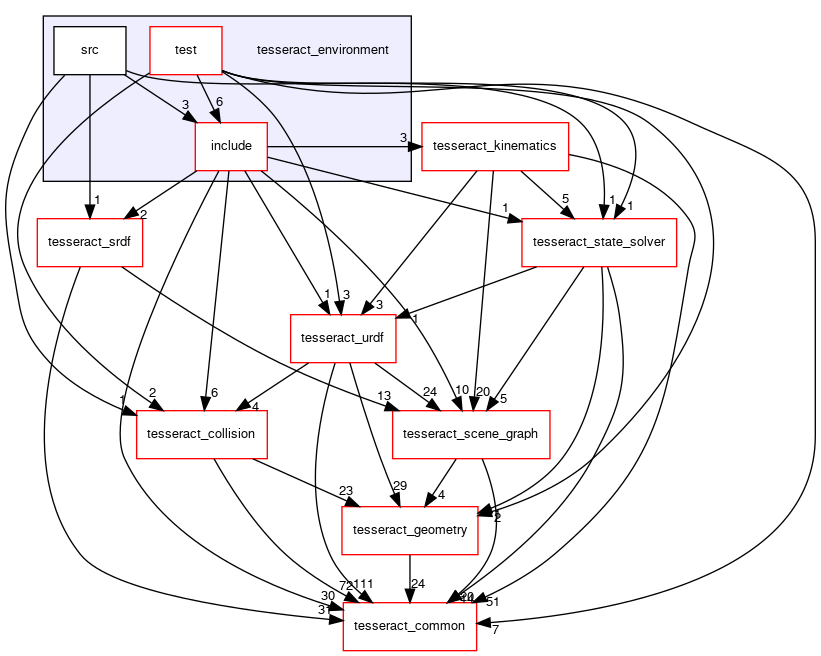 src
test
tesseract_environment
3
6
include
3
tesseract_kinematics
1
2
1
5
1
1
tesseract_srdf
tesseract_state_solver
1
3
3
1
tesseract_urdf
1
2
6
4
13
24
10
20
5
tesseract_collision
tesseract_scene_graph
23
29
4
2
tesseract_geometry
72
111
24
30
31
51
7
tesseract_common